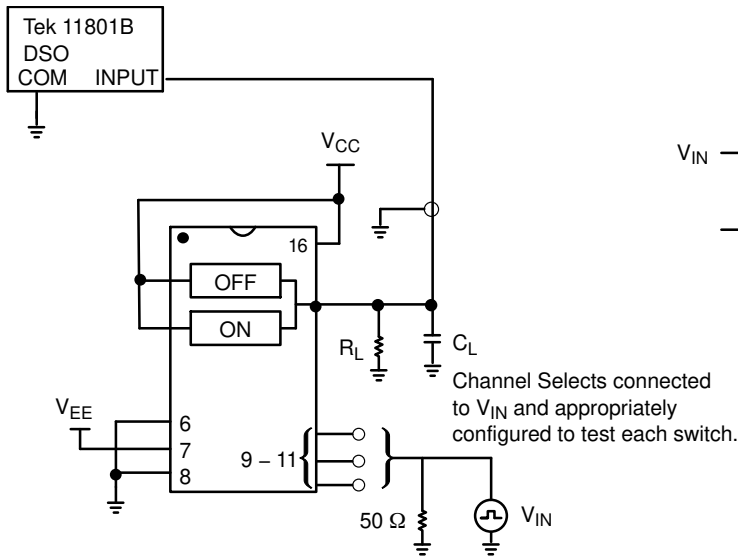 Tek 11801B
DSO
COM INPUT
V_CC
V_IN
16
OFF
ON
R_L
C_L
Channel Selects connected
to V_IN and appropriately
configured to test each switch.
V_EE
6
7
8
9 – 11
50 Ω
V_IN